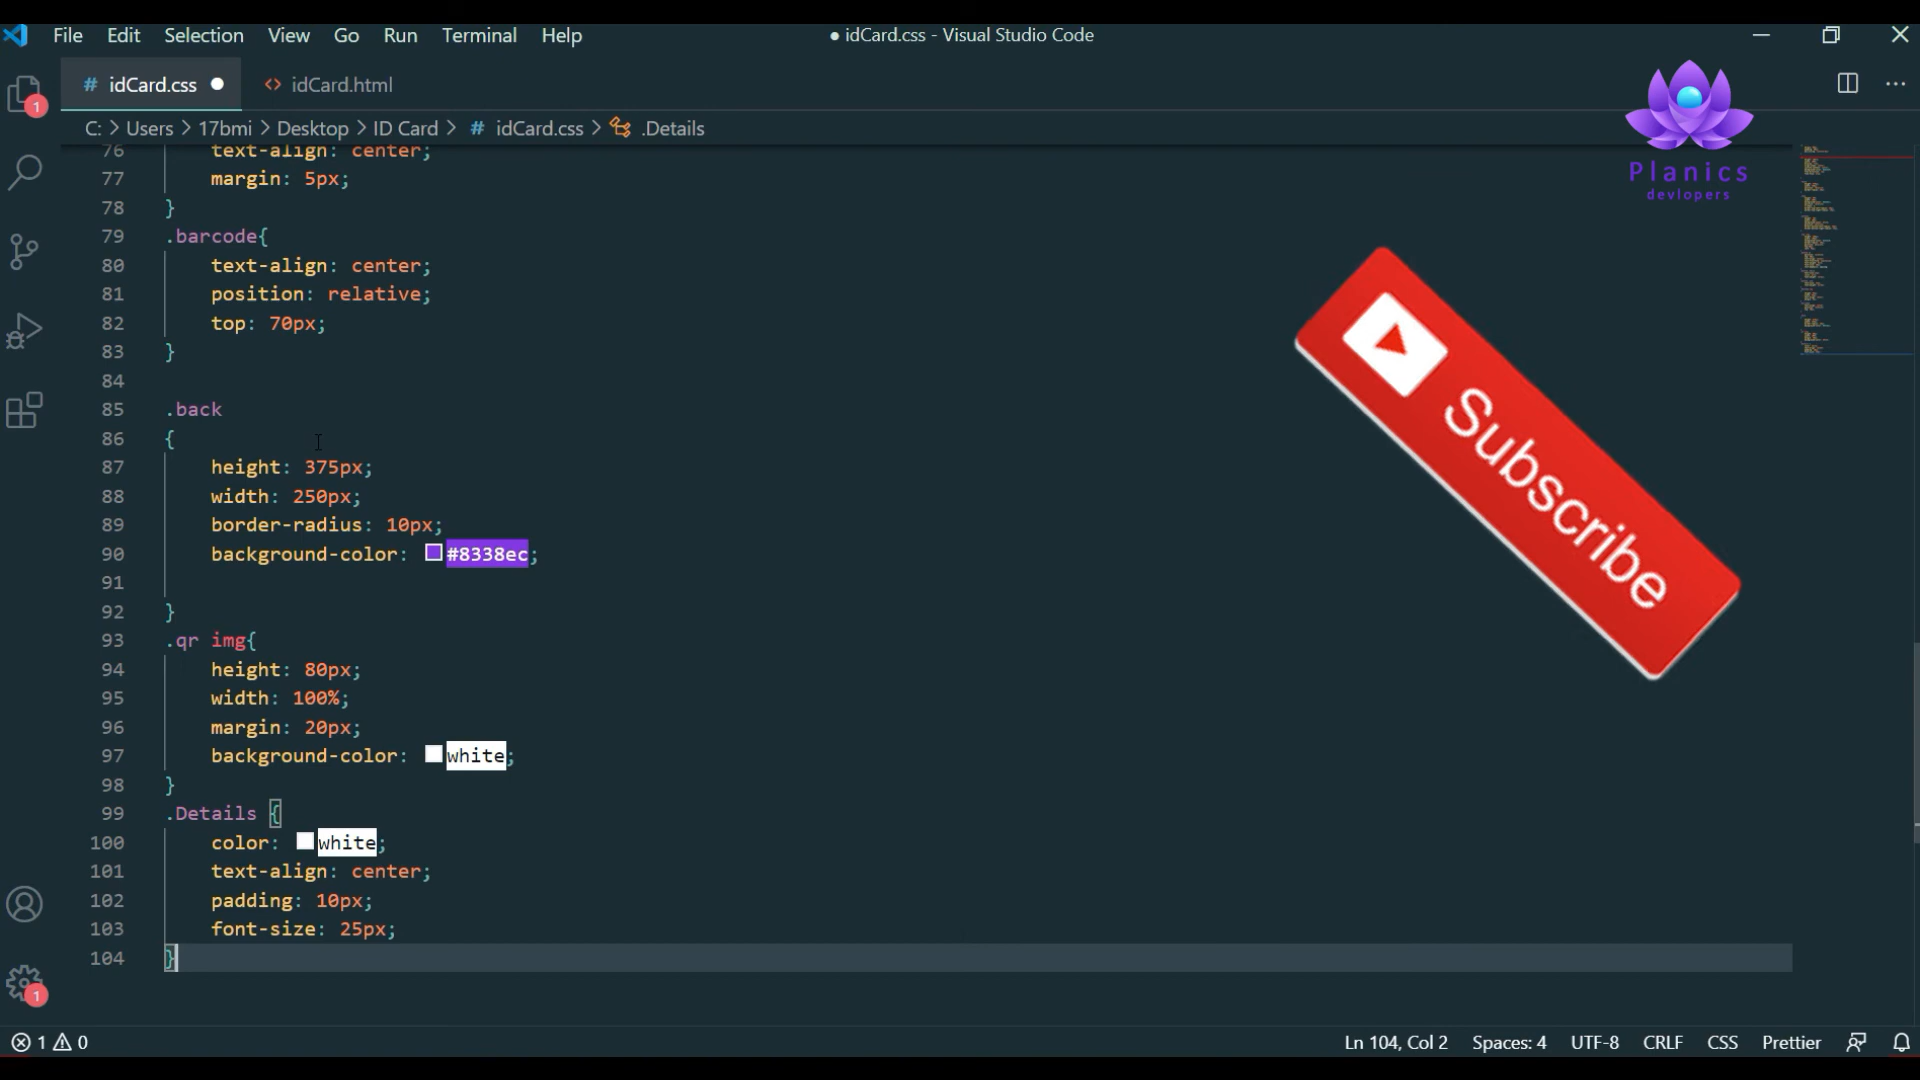 File Edit Selection View Go Run Terminal Help
● idCard.css - Visual Studio Code
# idCard.css ● <> idCard.html
C: > Users > 17bmi > Desktop > ID Card > # idCard.css > .Details
Planics
devlopers
1
76 text-align: center;
77 margin: 5px;
78 }
79 .barcode{
80 text-align: center;
81 position: relative;
82 top: 70px;
83 }
84
85 .back
86 {
87 height: 375px;
88 width: 250px;
89 border-radius: 10px;
90 background-color: #8338ec;
91
92 }
93 .qr img{
94 height: 80px;
95 width: 100%;
96 margin: 20px;
97 background-color: white;
98 }
99 .Details {
100 color: white;
101 text-align: center;
102 padding: 10px;
103 font-size: 25px;
104 }
Subscribe
1
1 0 Ln 104, Col 2 Spaces: 4 UTF-8 CRLF CSS Prettier